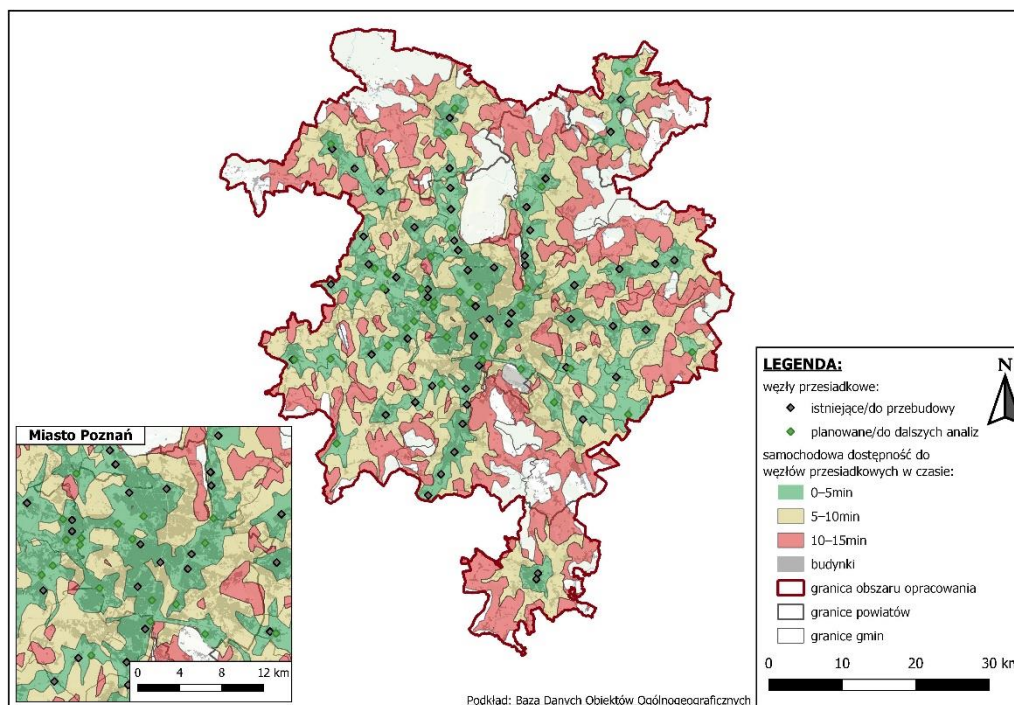 LEGENDA:
N
węzły przesiadkowe:
istniejące/do przebudowy
planowane/do dalszych analiz
samochodowa dostępność do
węzłów przesiadkowych w czasie:
0–5min
5–10min
10–15min
budynki
granica obszaru opracowania
granice powiatów
granice gmin
0 10 20 30 km
Miasto Poznań
0 4 8 12 km
Podkład: Baza Danych Obiektów Ogólnogeograficznych